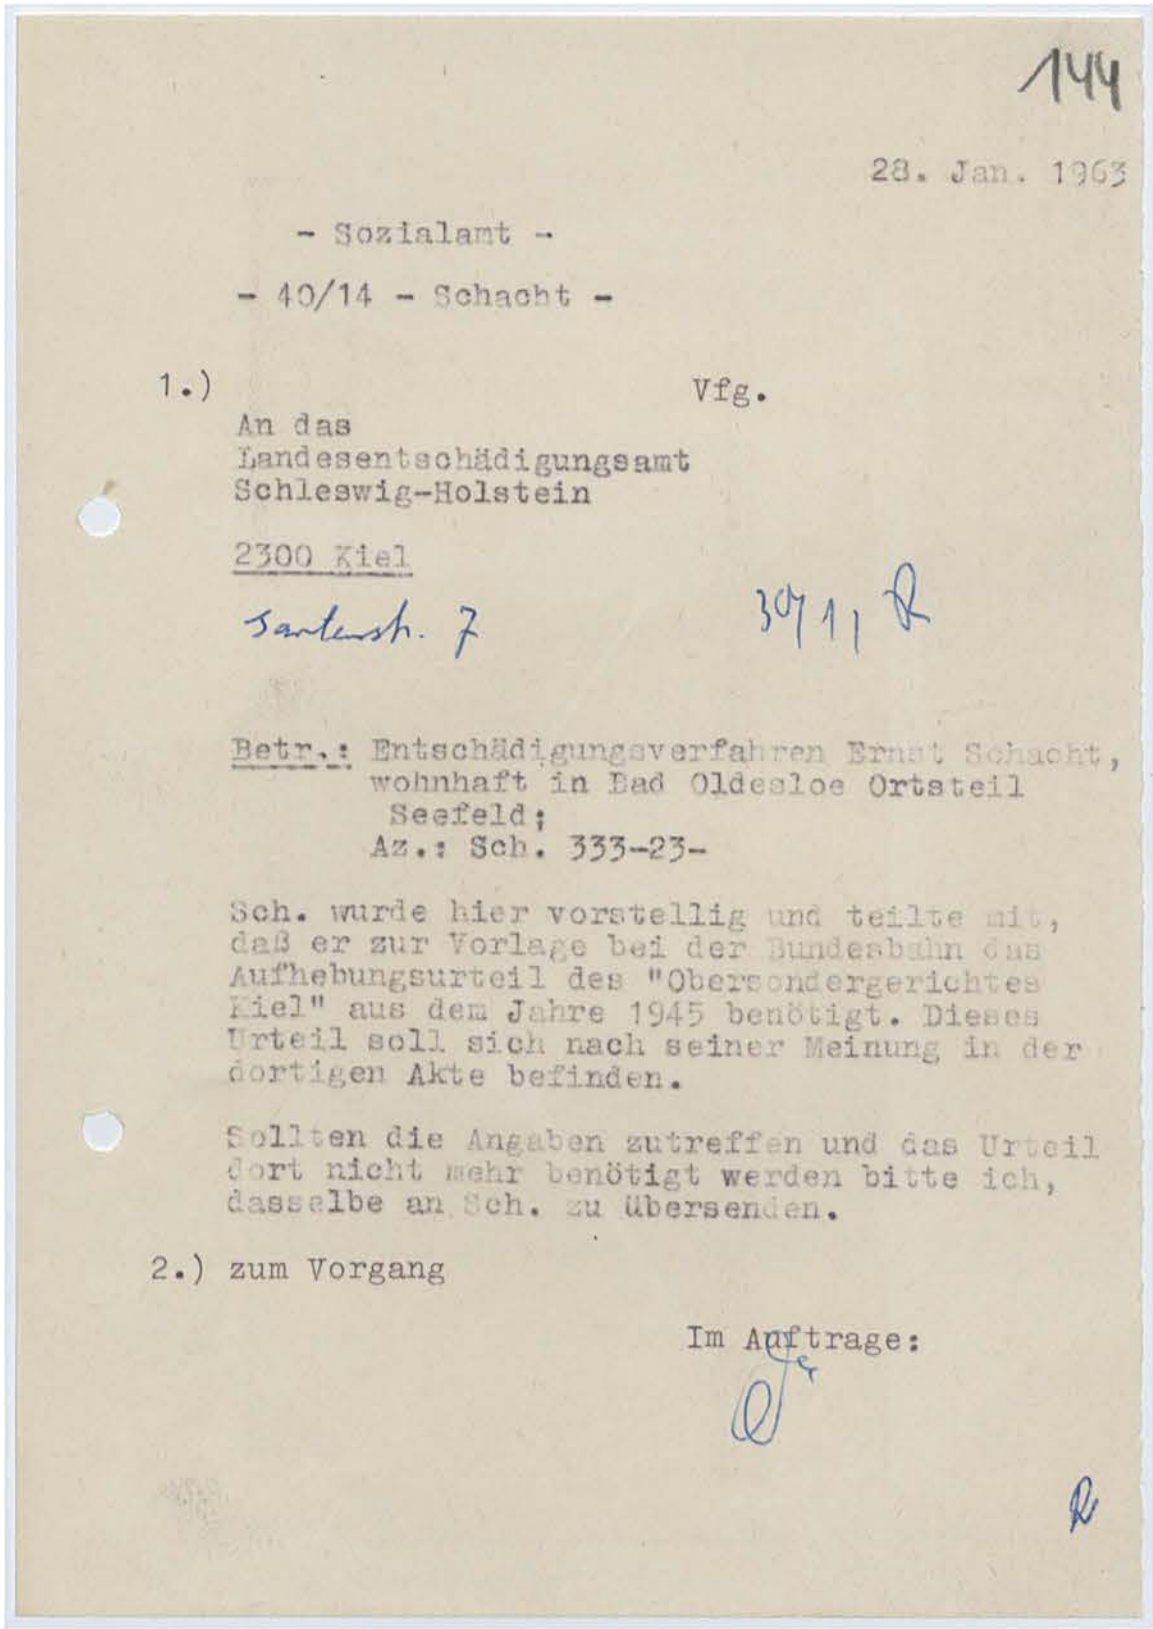 144
28. Jan. 1963
- Sozialamt -
- 40/14 - Schacht -
1.) Vfg.
An das
Landesentschädigungsamt
Schleswig-Holstein
2300 Kiel
Gartenstr. 7
30/1, R
Betr.: Entschädigungsverfahren Ernst Schacht,
wohnhaft in Bad Oldesloe Ortsteil
Seefeld;
Az.: Sch. 333-23-
Sch. wurde hier vorstellig und teilte mit,
daß er zur Vorlage bei der Bundesbahn das
Aufhebungsurteil des "Obersondergerichtes
Kiel" aus dem Jahre 1945 benötigt. Dieses
Urteil soll sich nach seiner Meinung in der
dortigen Akte befinden.
Sollten die Angaben zutreffen und das Urteil
dort nicht mehr benötigt werden bitte ich,
dasselbe an Sch. zu übersenden.
2.) zum Vorgang
Im Auftrage:
R